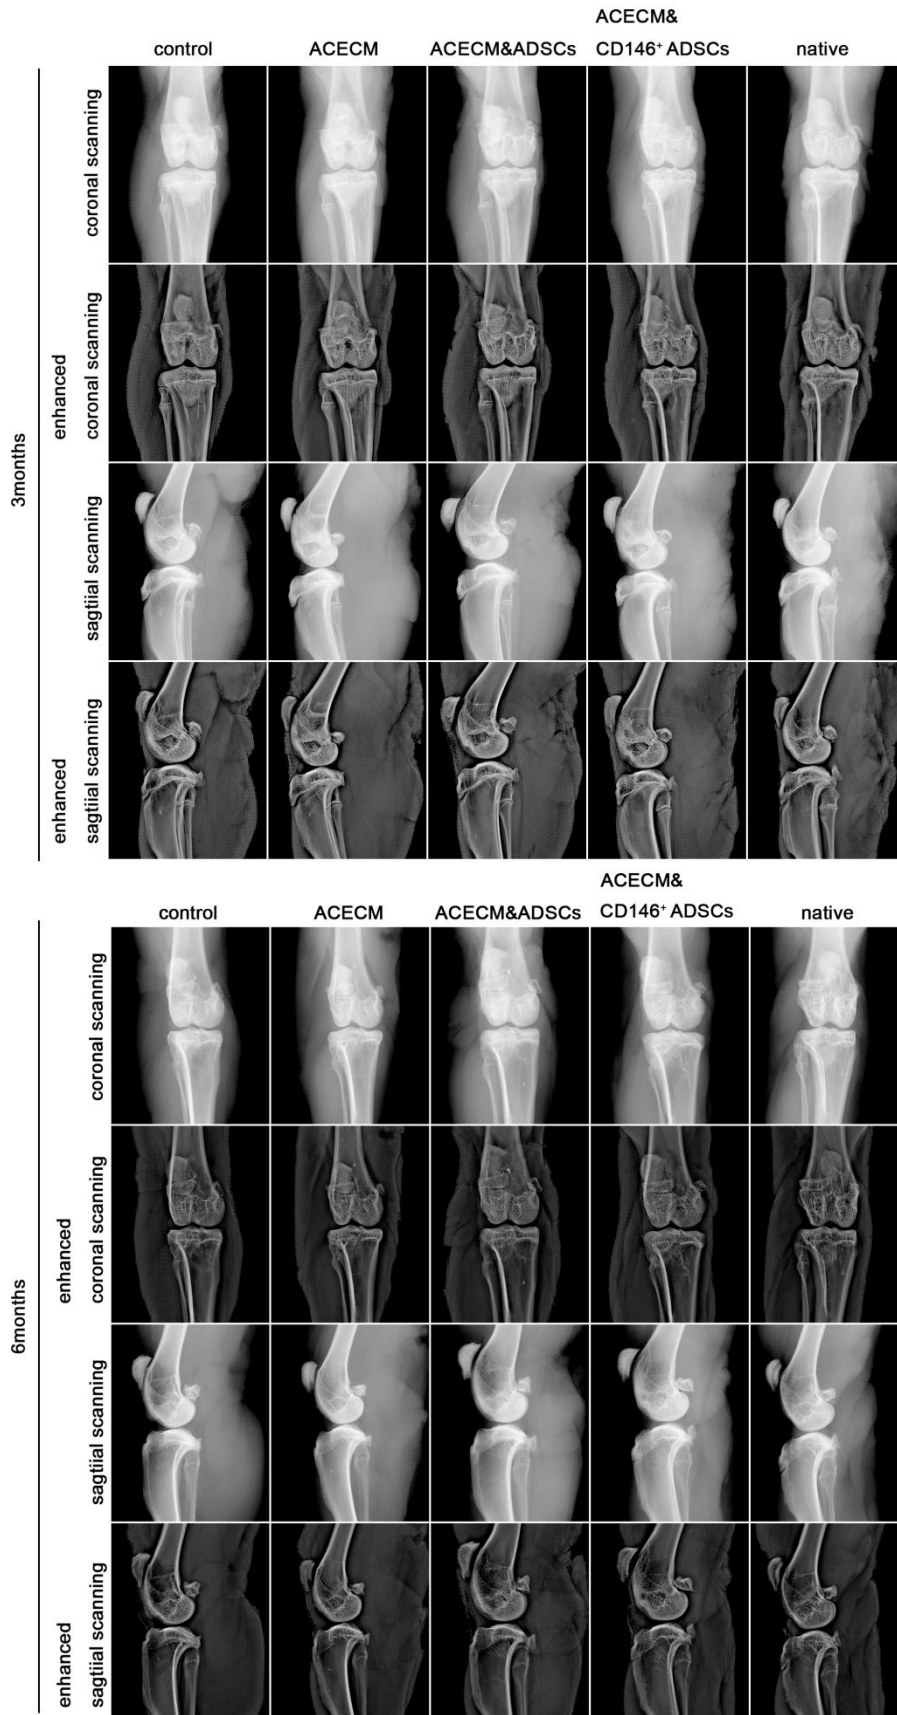 ACECM&
control ACECM ACECM&ADSCs CD146⁺ ADSCs native
3months
coronal scanning
enhanced
coronal scanning
sagtiial scanning
enhanced
sagtiial scanning
ACECM&
control ACECM ACECM&ADSCs CD146⁺ ADSCs native
6months
coronal scanning
enhanced
coronal scanning
sagtiial scanning
enhanced
sagtiial scanning